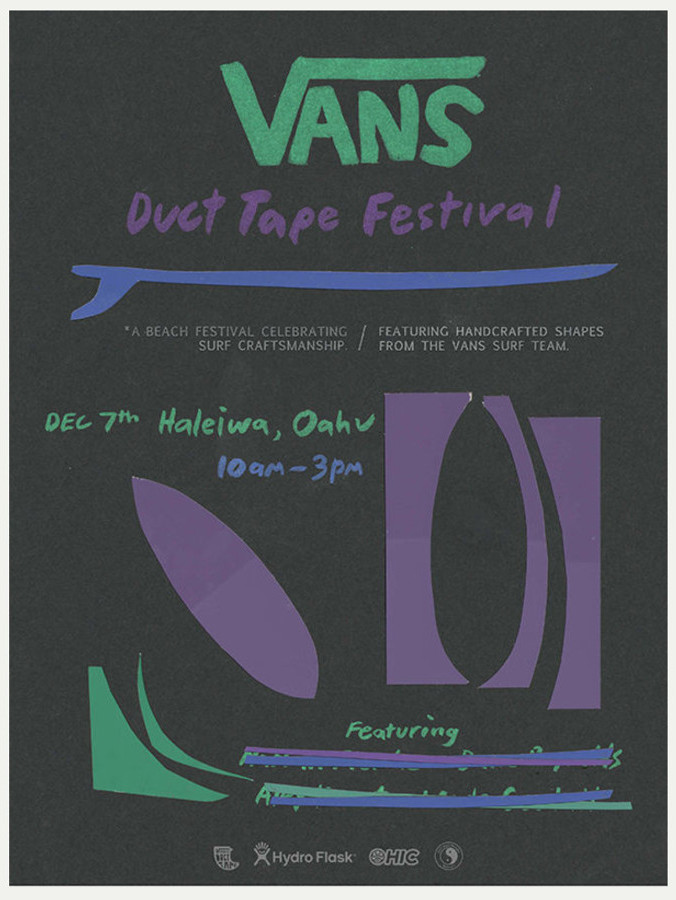 VANS
Duct Tape Festival
*A BEACH FESTIVAL CELEBRATING
SURF CRAFTSMANSHIP.
/
FEATURING HANDCRAFTED SHAPES
FROM THE VANS SURF TEAM.
DEC 7th Haleiwa, Oahu
10am-3pm
Featuring
Hydro Flask
HIC